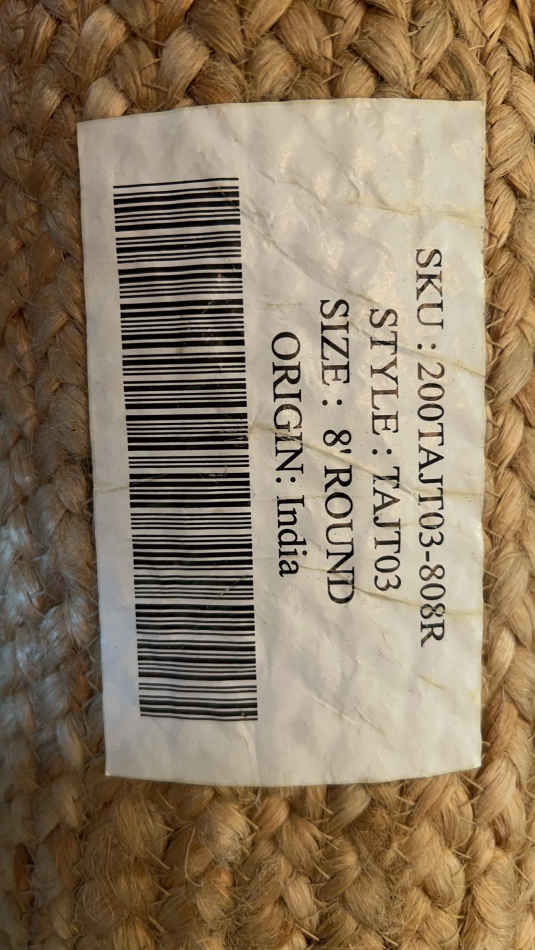 SKU : 200TAJT03-808R
STYLE : TAJT03
SIZE : 8' ROUND
ORIGIN: India